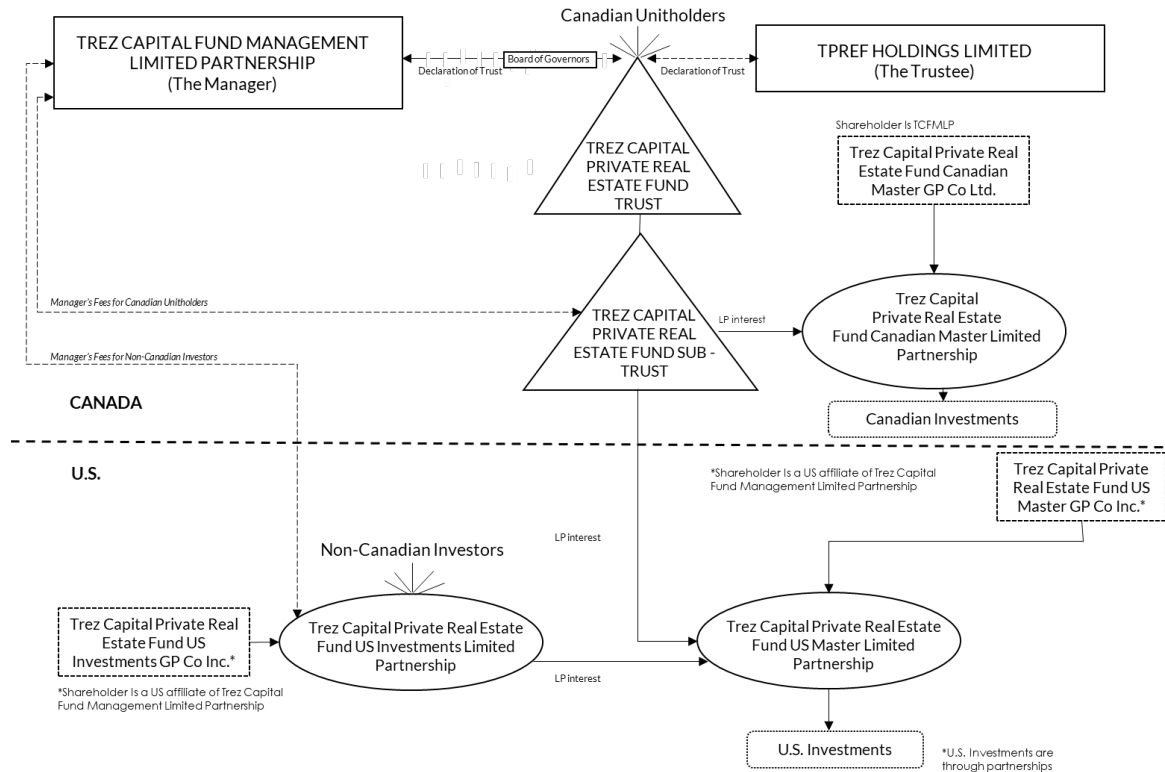 Canadian Unitholders
TREZ CAPITAL FUND MANAGEMENT
LIMITED PARTNERSHIP
(The Manager)
Board of Governors
Declaration of Trust
Declaration of Trust
TPREF HOLDINGS LIMITED
(The Trustee)
TREZ CAPITAL
PRIVATE REAL
ESTATE FUND
TRUST
Shareholder Is TCFMLP
Trez Capital Private Real
Estate Fund Canadian
Master GP Co Ltd.
Manager's Fees for Canadian Unitholders
TREZ CAPITAL
PRIVATE REAL
ESTATE FUND SUB -
TRUST
LP interest
Trez Capital
Private Real Estate
Fund Canadian Master Limited
Partnership
Manager's Fees for Non-Canadian Investors
CANADA
Canadian Investments
U.S.
*Shareholder Is a US affiliate of Trez Capital
Fund Management Limited Partnership
Trez Capital Private
Real Estate Fund US
Master GP Co Inc.*
LP interest
Non-Canadian Investors
Trez Capital Private Real
Estate Fund US
Investments GP Co Inc.*
Trez Capital Private Real Estate
Fund US Investments Limited
Partnership
Trez Capital Private Real Estate
Fund US Master Limited
Partnership
LP interest
*Shareholder Is a US affiliate of Trez Capital
Fund Management Limited Partnership
U.S. Investments
*U.S. Investments are
through partnerships